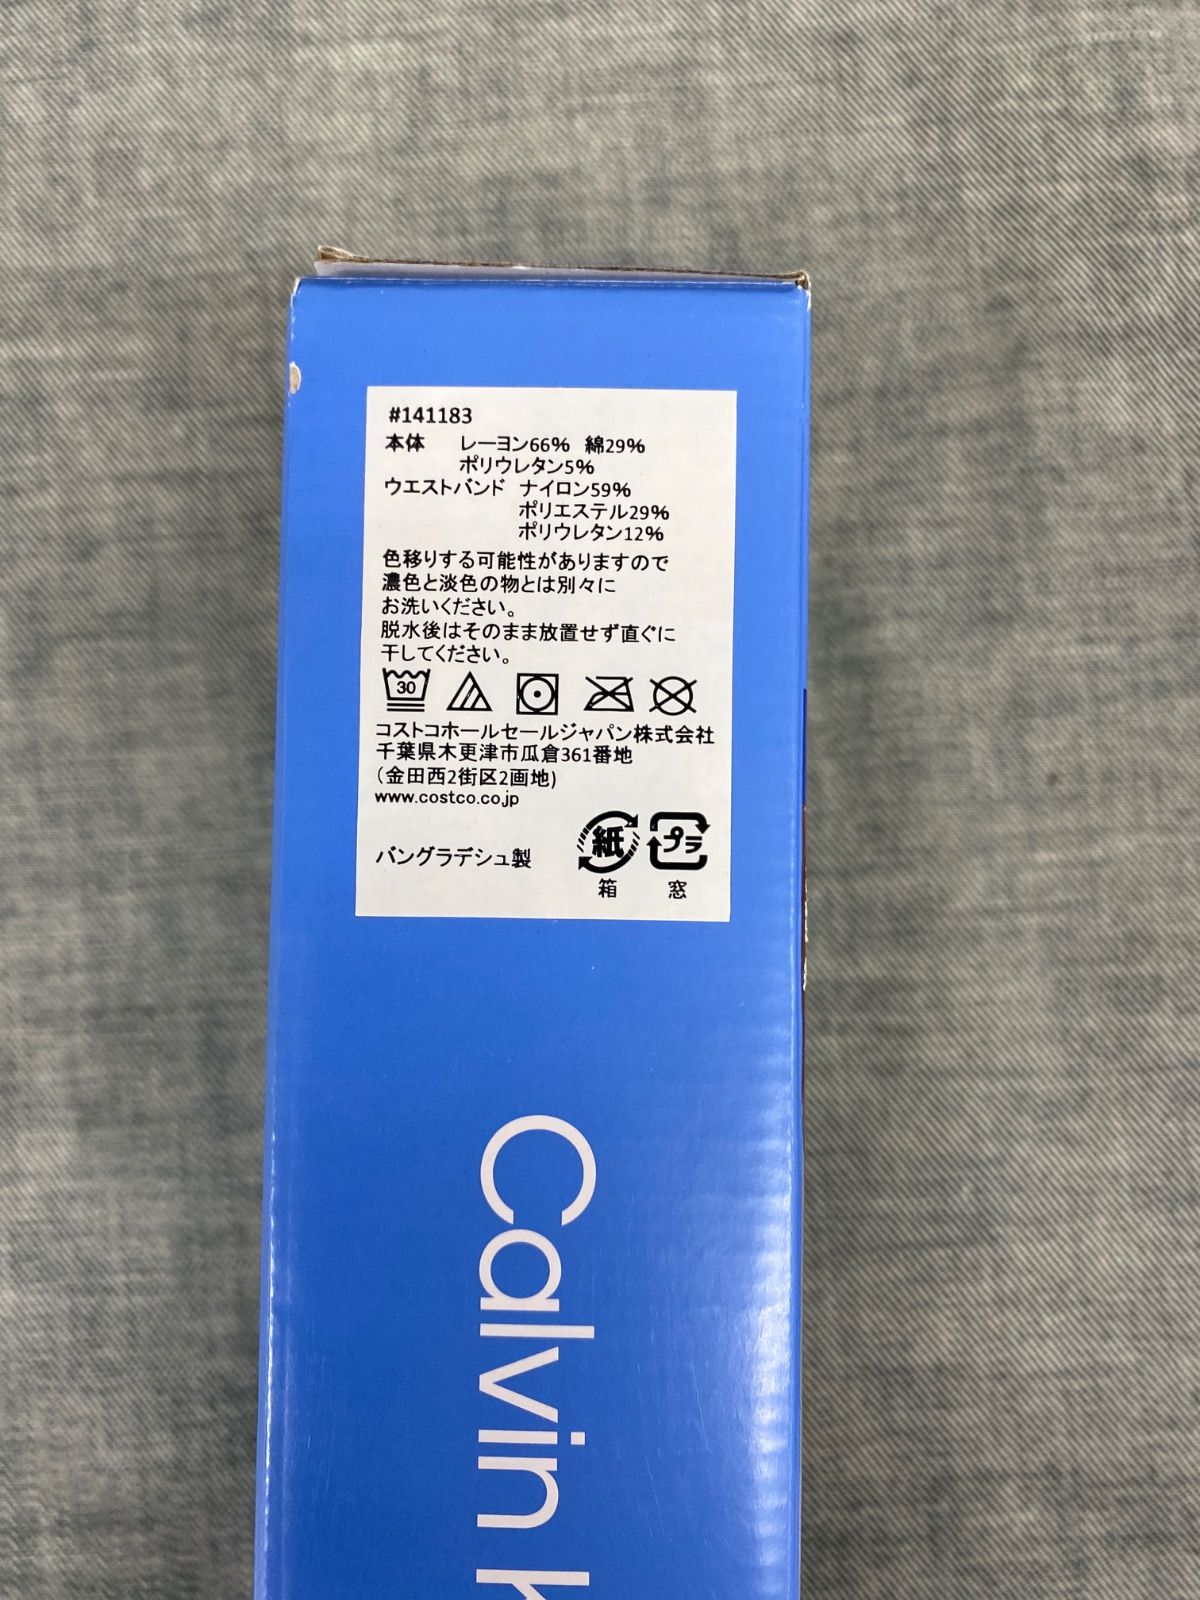 #141183
本体 レーヨン66% 綿29%
ポリウレタン5%
ウエストバンド ナイロン59%
ポリエステル29%
ポリウレタン12%
色移りする可能性がありますので
濃色と淡色の物とは別々に
お洗いください。
脱水後はそのまま放置せず直ぐに
干してください。
30
コストコホールセールジャパン株式会社
千葉県木更津市瓜倉361番地
(金田西2街区2画地)
www.costco.co.jp
バングラデシュ製
紙 プラ
箱 窓
Calvin